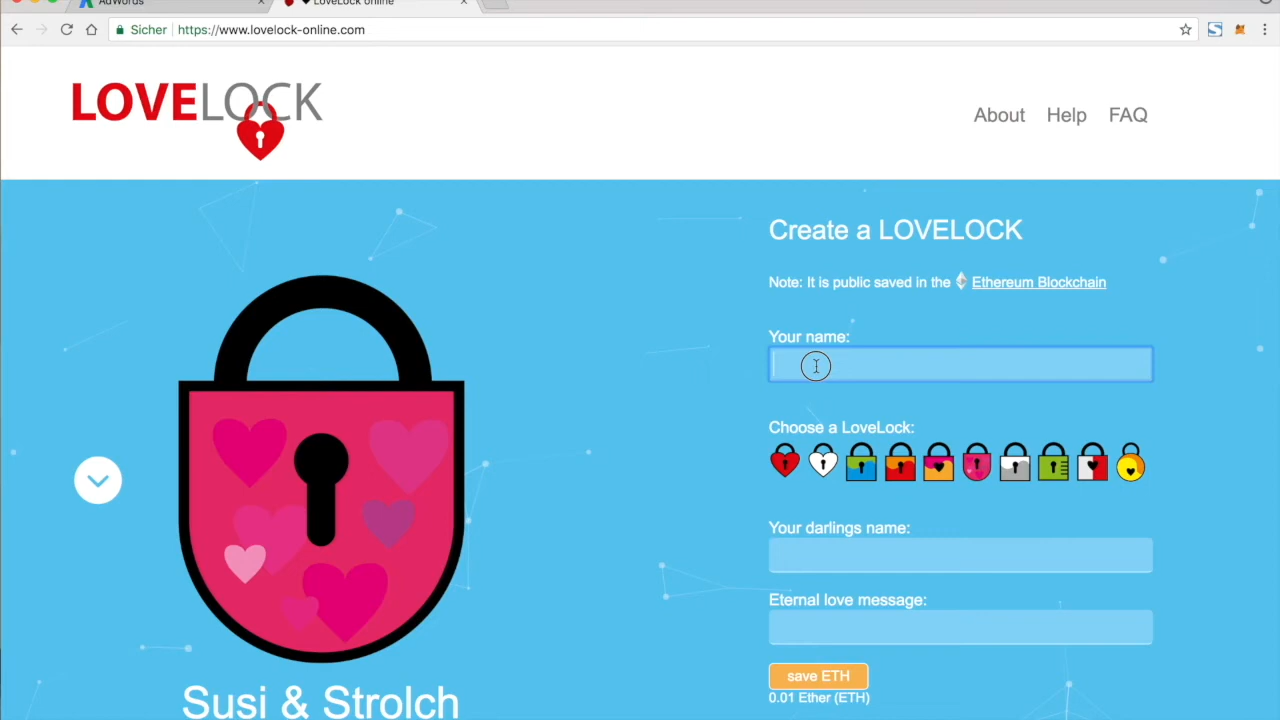 AdWords
LoveLock online
Sicher https://www.lovelock-online.com
LOVELOCK
About Help FAQ
Create a LOVELOCK
Note: It is public saved in the Ethereum Blockchain
Your name:
Choose a LoveLock:
Your darlings name:
Eternal love message:
save ETH
0.01 Ether (ETH)
Susi & Strolch